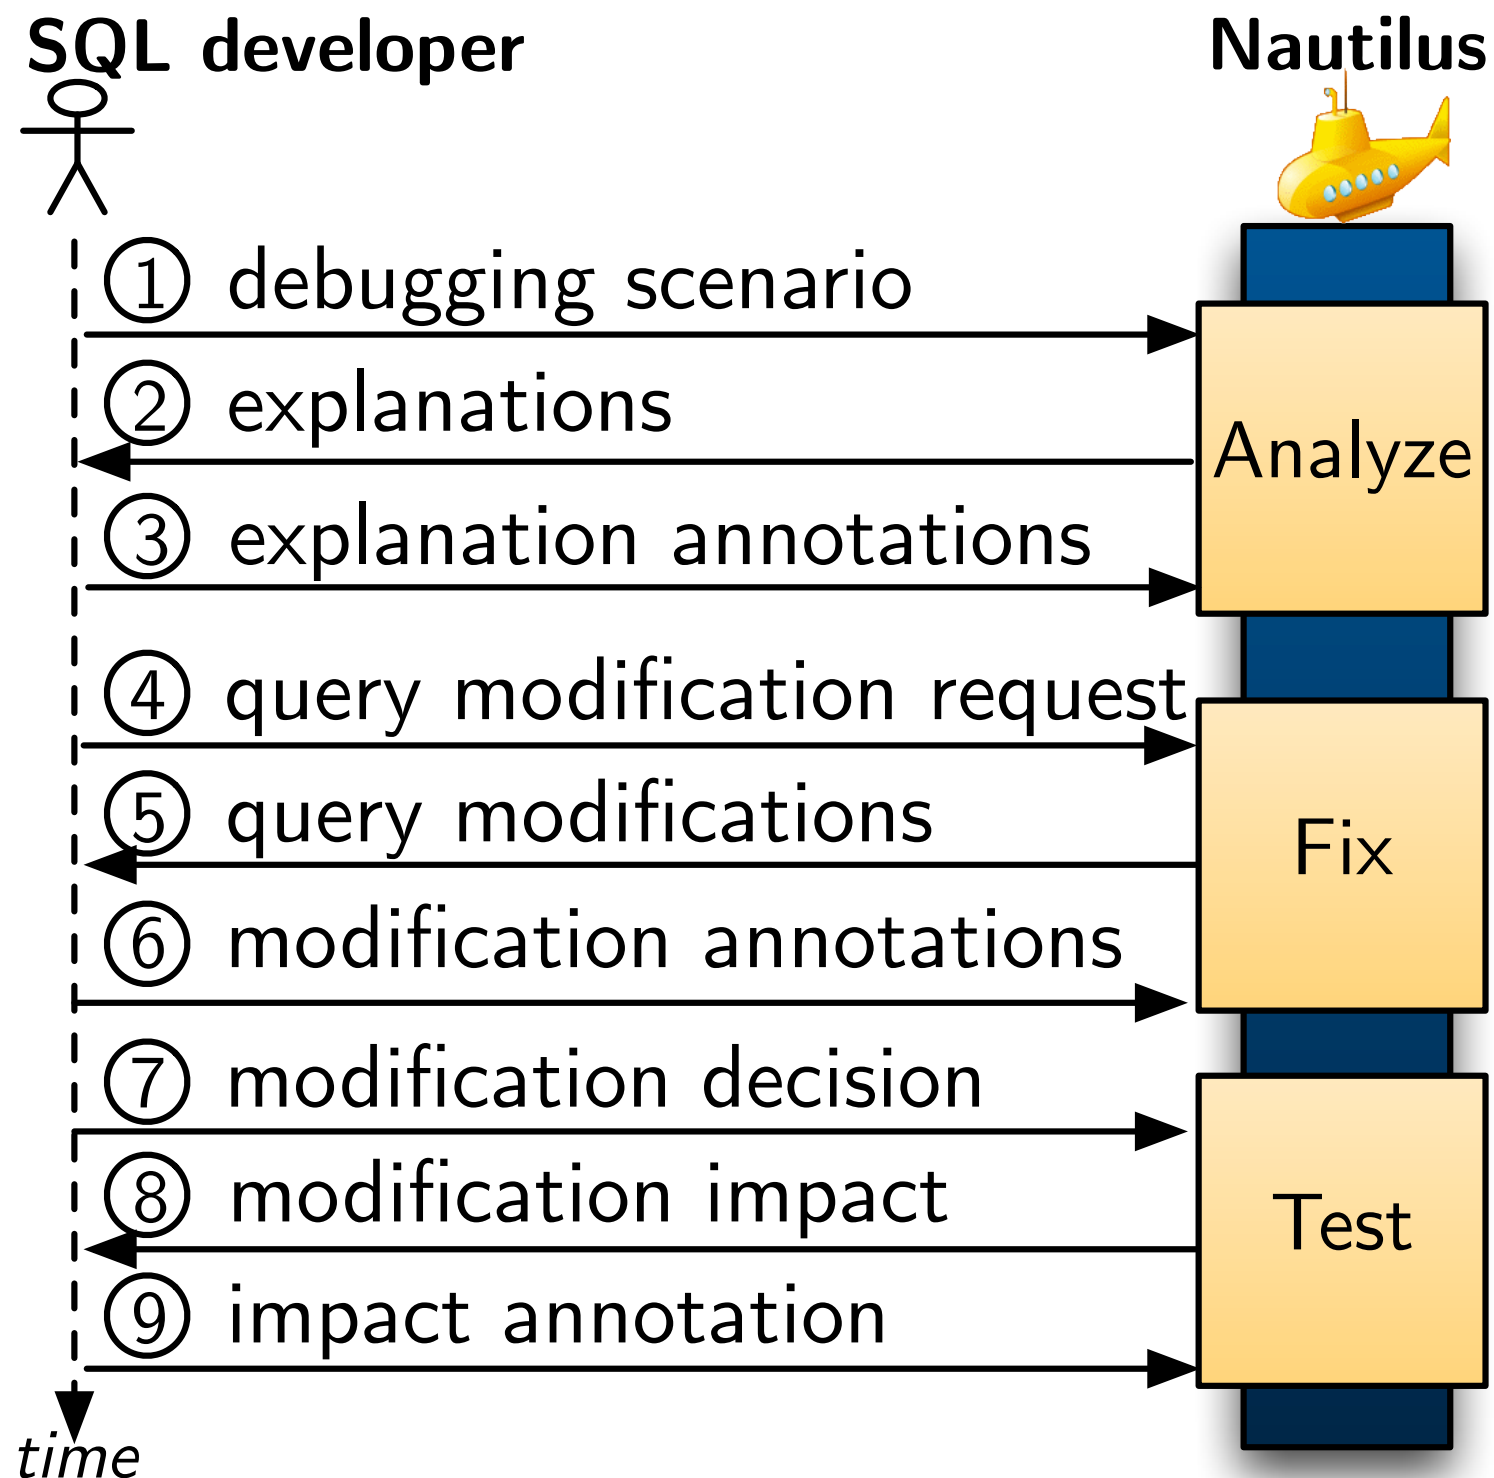 SQL developer
Nautilus
1 debugging scenario
2 explanations
Analyze
3 explanation annotations
4 query modification request
5 query modifications
Fix
6 modification annotations
7 modification decision
8 modification impact
Test
9 impact annotation
time